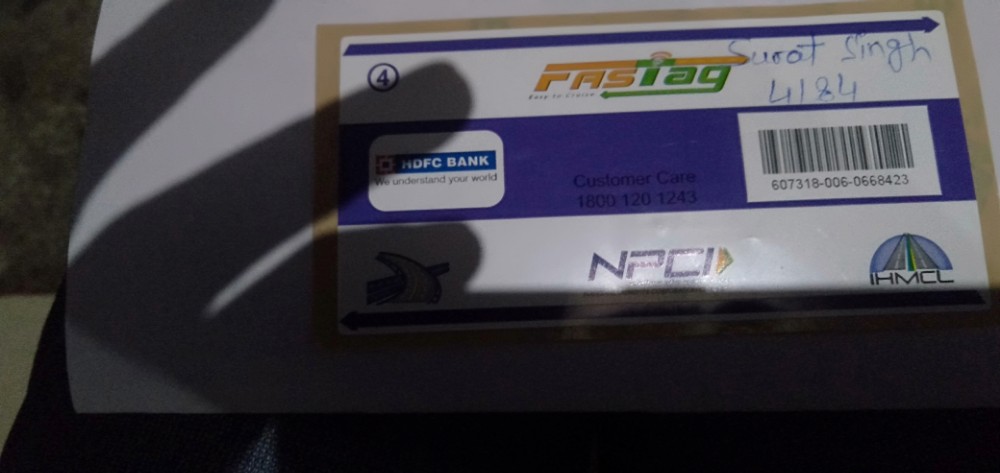 4
FASTag
Easy to Cruise
Surat Singh
4184
HDFC BANK
We understand your world
Customer Care
1800 120 1243
607318-006-0668423
NPCI
IHMCL